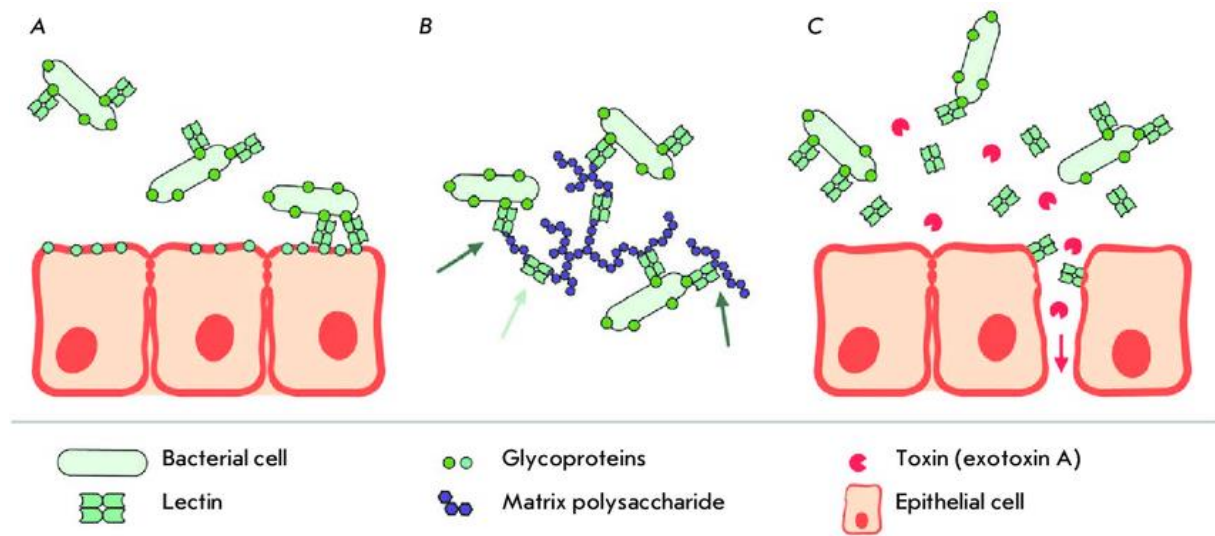 A
B
C
Bacterial cell
Glycoproteins
Toxin (exotoxin A)
Lectin
Matrix polysaccharide
Epithelial cell